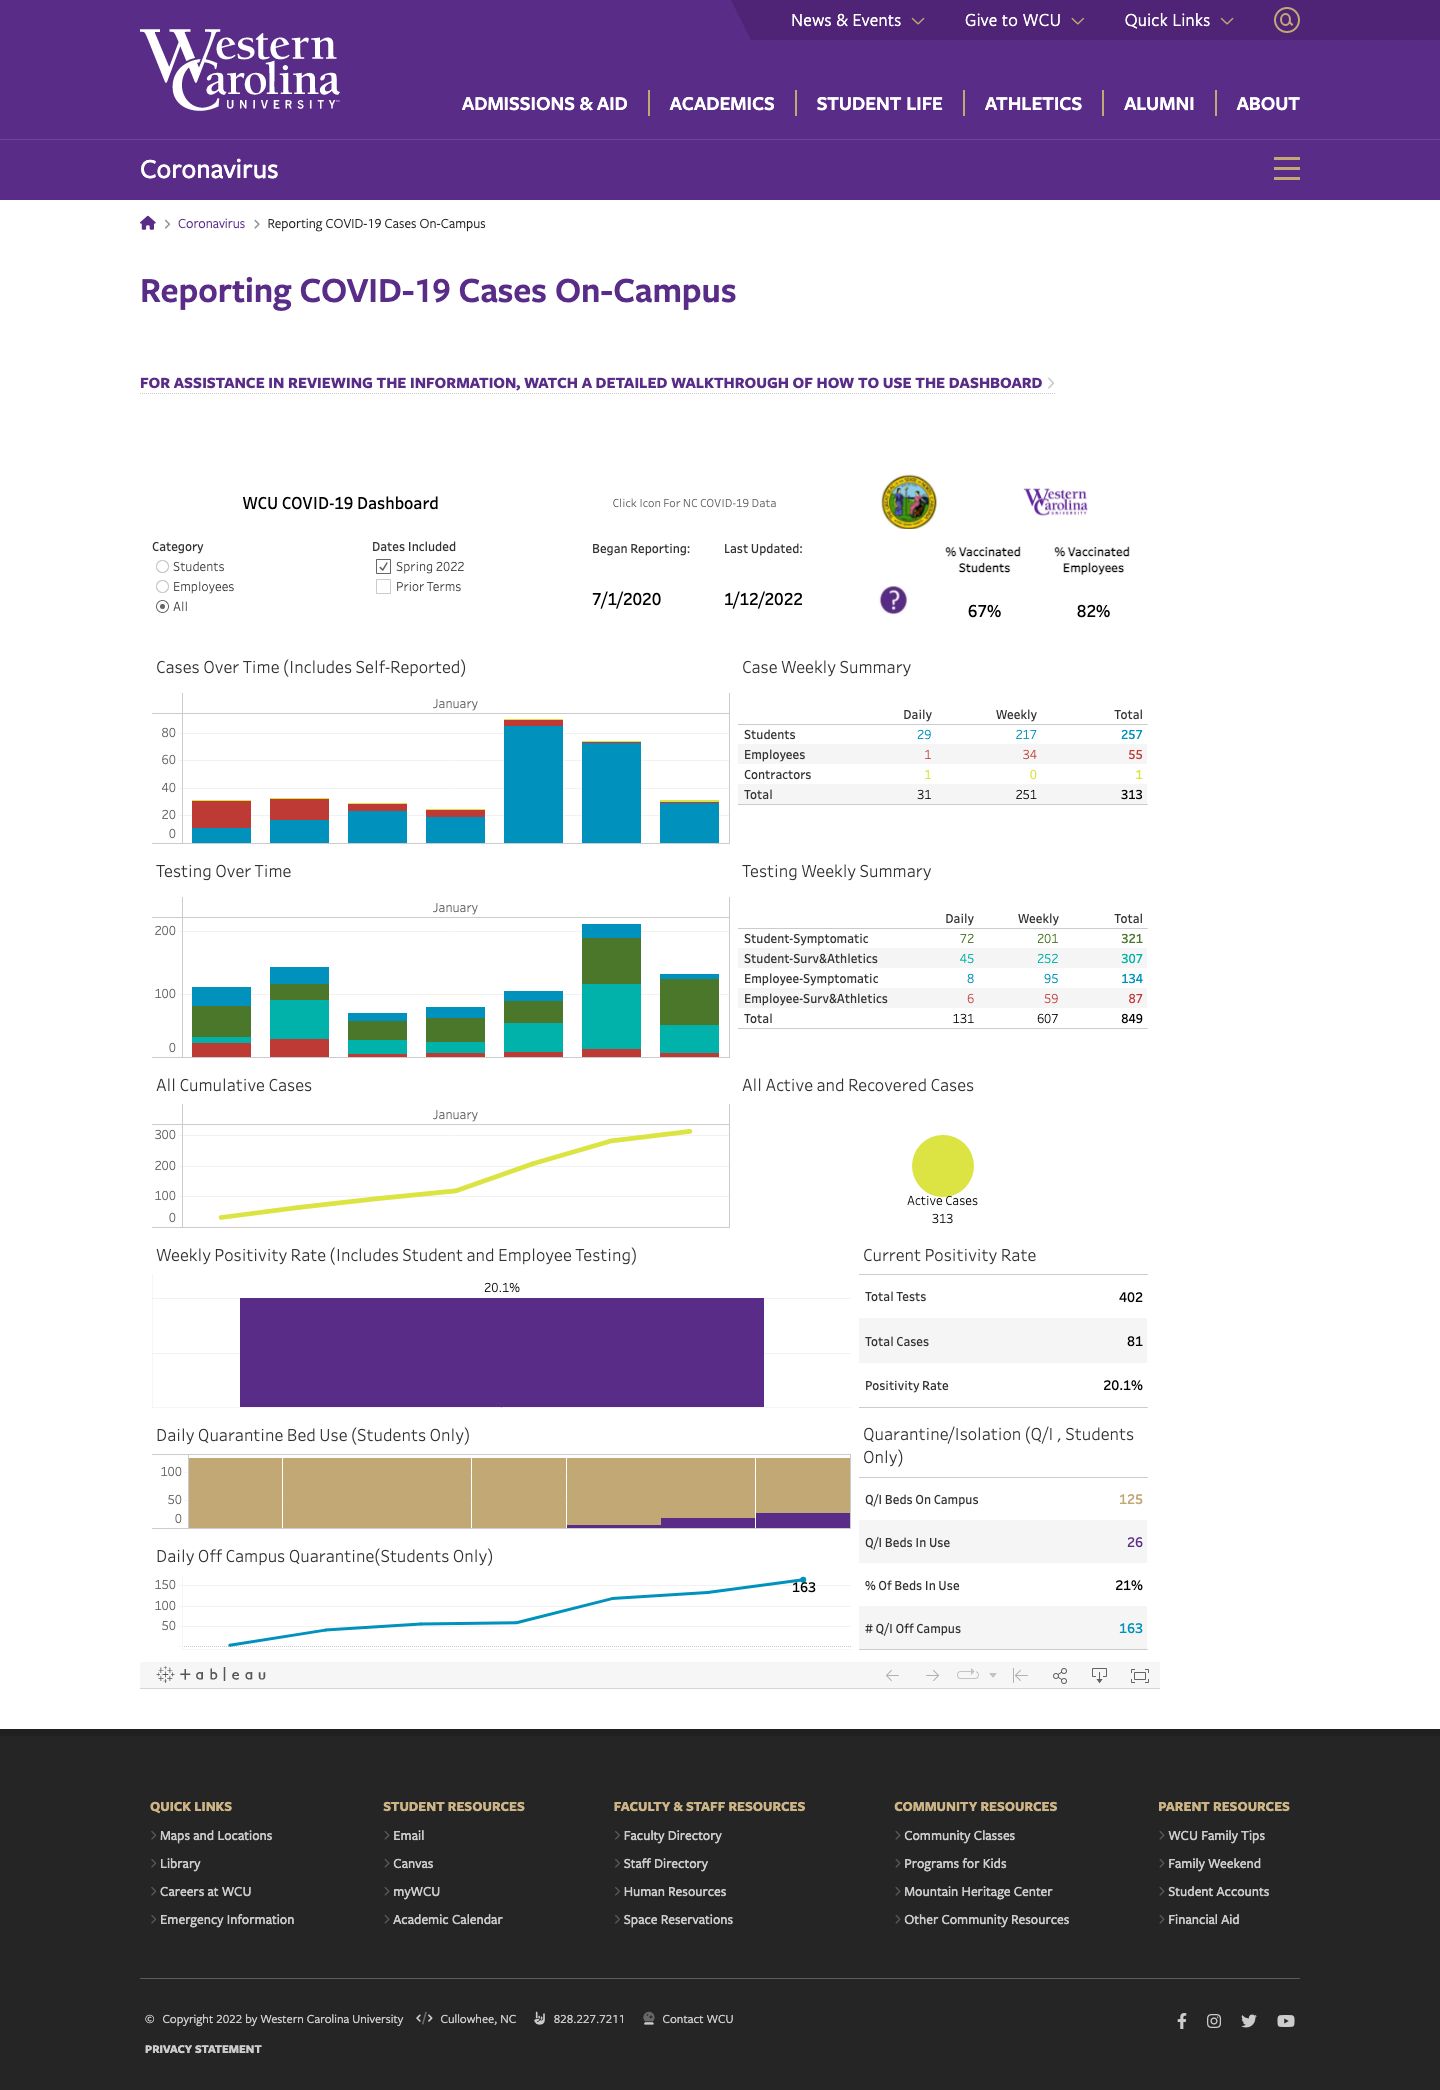 News & Events
Give to WCU
Quick Links
Western
Carolina
UNIVERSITY
ADMISSIONS & AID
ACADEMICS
STUDENT LIFE
ATHLETICS
ALUMNI
ABOUT
Coronavirus
Coronavirus
Reporting COVID-19 Cases On-Campus
Reporting COVID-19 Cases On-Campus
FOR ASSISTANCE IN REVIEWING THE INFORMATION, WATCH A DETAILED WALKTHROUGH OF HOW TO USE THE DASHBOARD
WCU COVID-19 Dashboard
Click Icon For NC COVID-19 Data
Western
Carolina
UNIVERSITY
Category
Students
Employees
All
Dates Included
Spring 2022
Prior Terms
Began Reporting:
7/1/2020
Last Updated:
1/12/2022
?
% Vaccinated
Students
67%
% Vaccinated
Employees
82%
Cases Over Time (Includes Self-Reported)
January
80
60
40
20
0
Case Weekly Summary
Daily Weekly Total
Students 29 217 257
Employees 1 34 55
Contractors 1 0 1
Total 31 251 313
Testing Over Time
January
200
100
0
Testing Weekly Summary
Daily Weekly Total
Student-Symptomatic 72 201 321
Student-Surv&Athletics 45 252 307
Employee-Symptomatic 8 95 134
Employee-Surv&Athletics 6 59 87
Total 131 607 849
All Cumulative Cases
January
300
200
100
0
All Active and Recovered Cases
Active Cases
313
Weekly Positivity Rate (Includes Student and Employee Testing)
20.1%
Current Positivity Rate
Total Tests 402
Total Cases 81
Positivity Rate 20.1%
Daily Quarantine Bed Use (Students Only)
100
50
0
Quarantine/Isolation (Q/I , Students
Only)
Q/I Beds On Campus 125
Q/I Beds In Use 26
% Of Beds In Use 21%
# Q/I Off Campus 163
Daily Off Campus Quarantine(Students Only)
150
100
50
163
+ableau
QUICK LINKS
Maps and Locations
Library
Careers at WCU
Emergency Information
STUDENT RESOURCES
Email
Canvas
myWCU
Academic Calendar
FACULTY & STAFF RESOURCES
Faculty Directory
Staff Directory
Human Resources
Space Reservations
COMMUNITY RESOURCES
Community Classes
Programs for Kids
Mountain Heritage Center
Other Community Resources
PARENT RESOURCES
WCU Family Tips
Family Weekend
Student Accounts
Financial Aid
© Copyright 2022 by Western Carolina University
Cullowhee, NC
828.227.7211
Contact WCU
PRIVACY STATEMENT